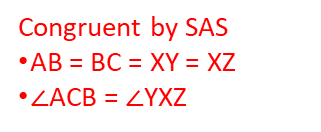 Congruent by SAS
•AB = BC = XY = XZ
•∠ACB = ∠YXZ